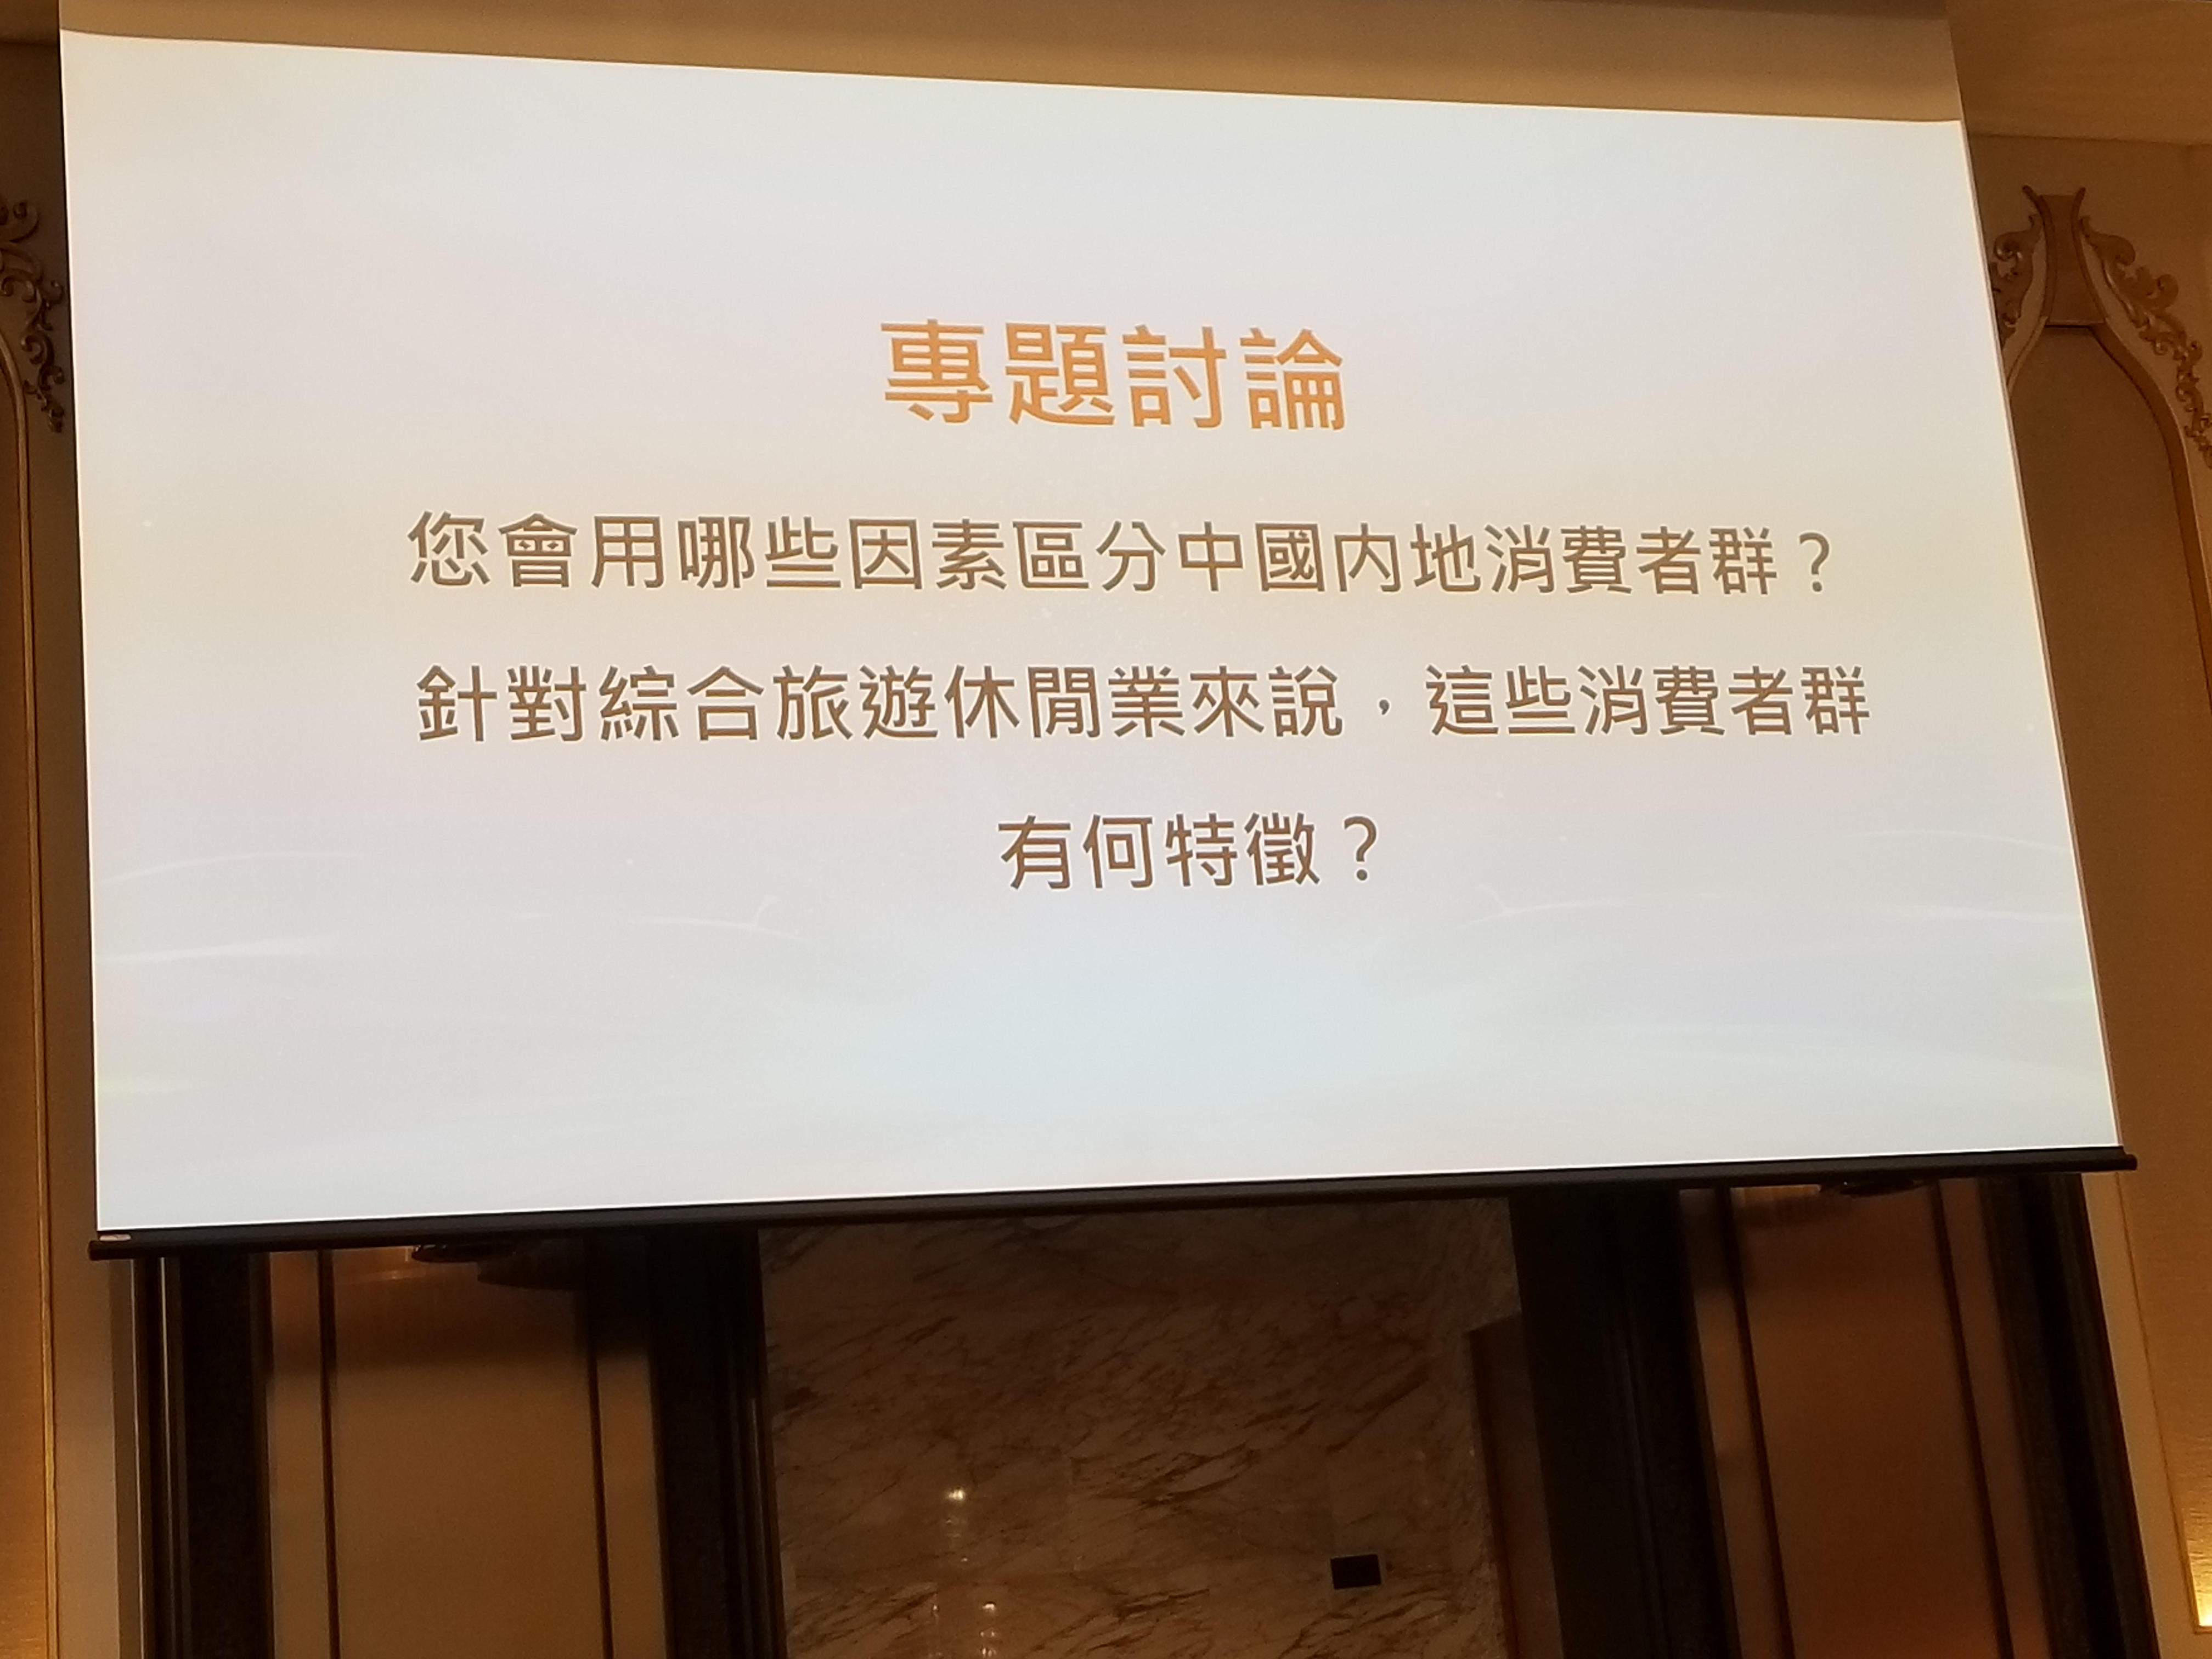 專題討論
您會用哪些因素區分中國內地消費者群？
針對綜合旅遊休閒業來說，這些消費者群
有何特徵？